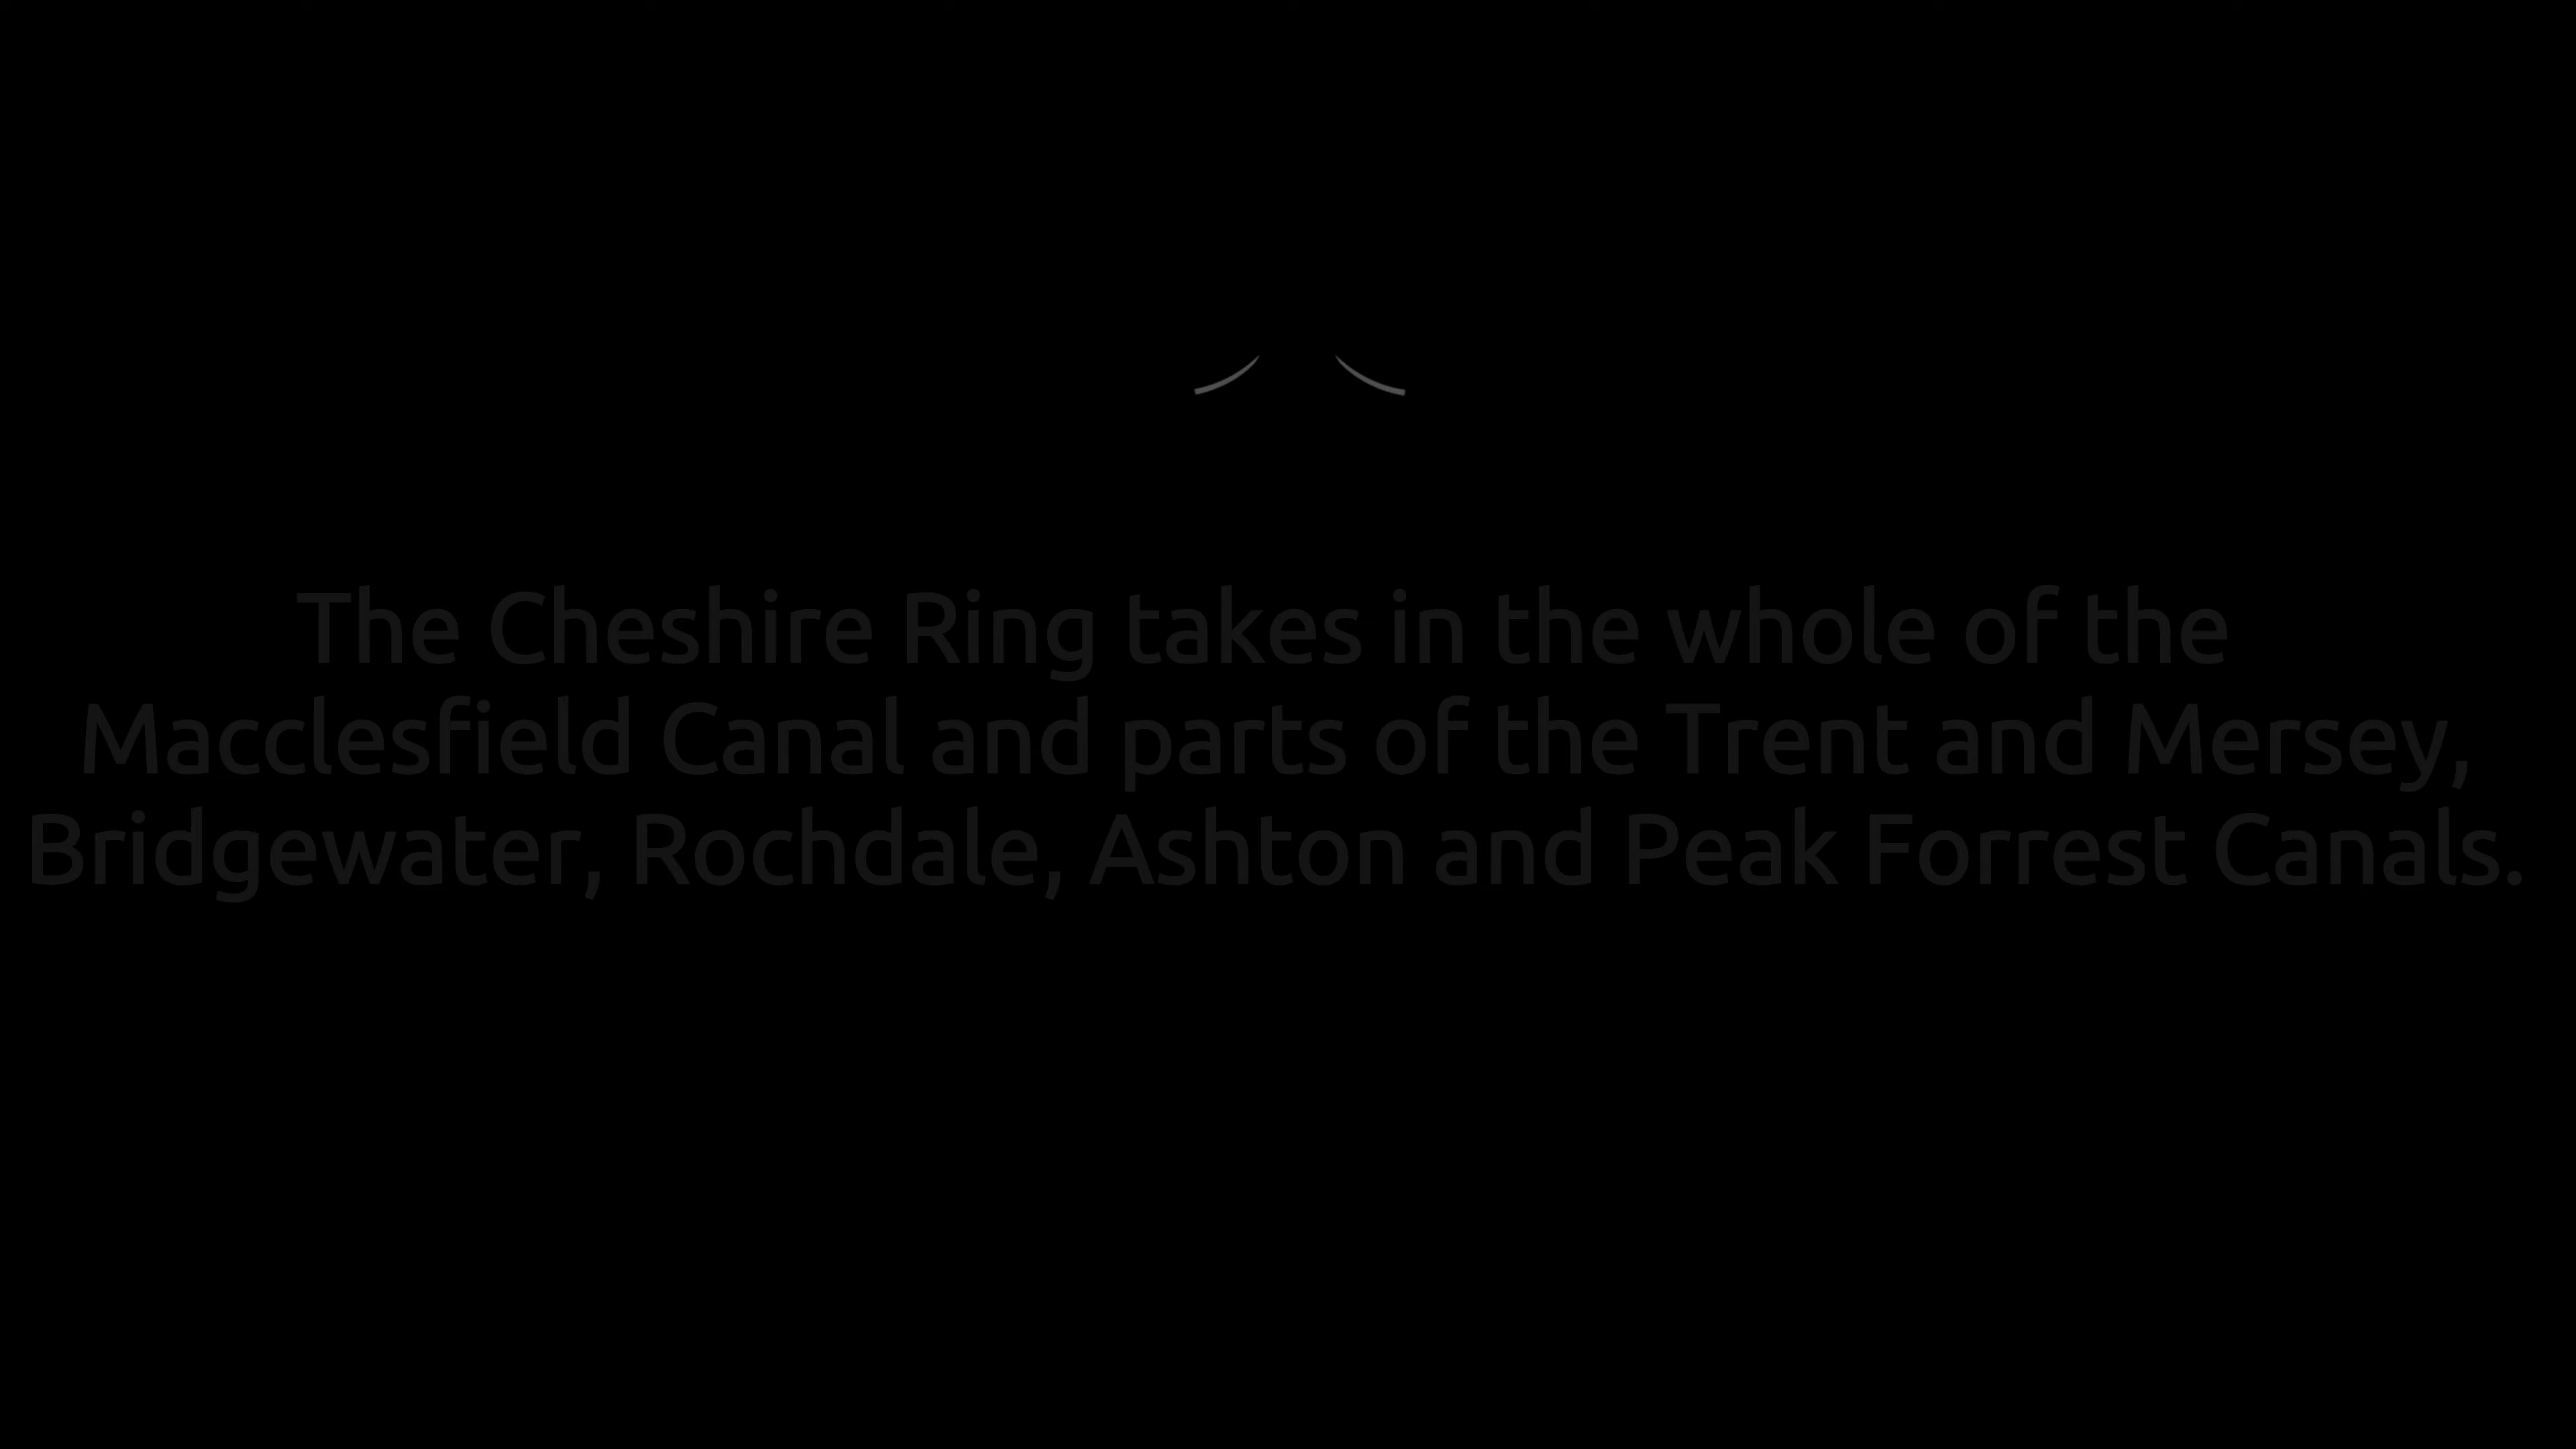 The Cheshire Ring takes in the whole of the
Macclesfield Canal and parts of the Trent and Mersey,
Bridgewater, Rochdale, Ashton and Peak Forrest Canals.